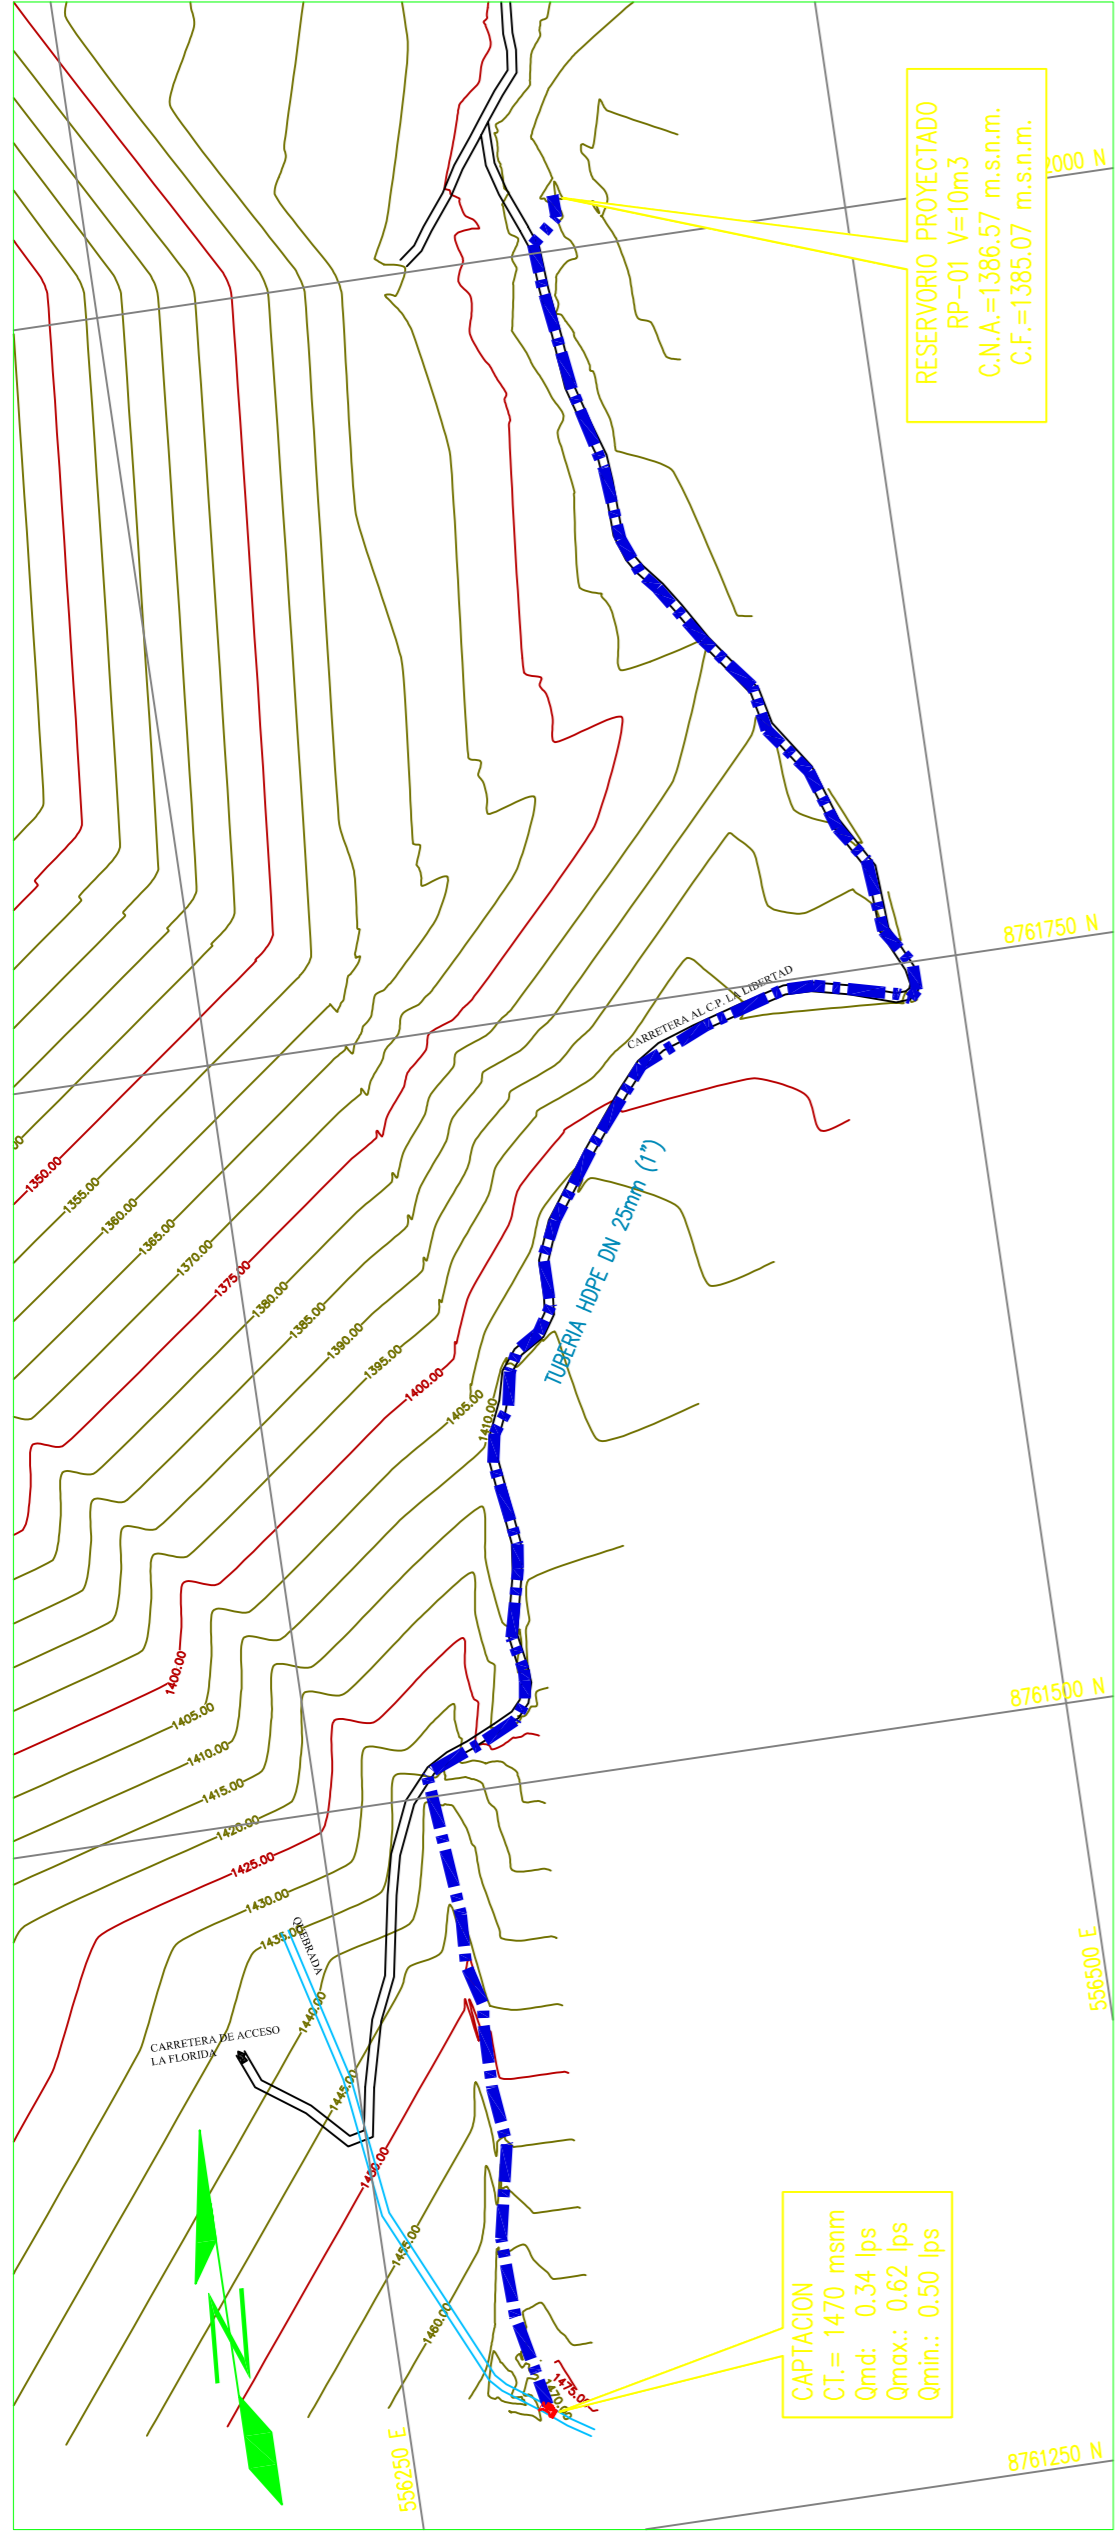 RESERVORIO PROYECTADO
RP-01 V=10m3
C.N.A.=1386.57 m.s.n.m.
C.F.=1385.07 m.s.n.m.
2000 N
8761750 N
CARRETERA AL C.P. LA LIBERTAD
TUBERIA HDPE DN 25mm (1")
1350.00
1355.00
1360.00
1365.00
1370.00
1375.00
1380.00
1385.00
1390.00
1395.00
1400.00
1405.00
1410.00
1400.00
1405.00
1410.00
1415.00
1420.00
1425.00
1430.00
1435.00
1440.00
1445.00
1450.00
1455.00
1460.00
1470.00
1475.00
8761500 N
QUEBRADA
CARRETERA DE ACCESO
LA FLORIDA
556500 E
CAPTACION
CT.= 1470 msnm
Qmd: 0.34 lps
Qmax.: 0.62 lps
Qmin.: 0.50 lps
556250 E
8761250 N